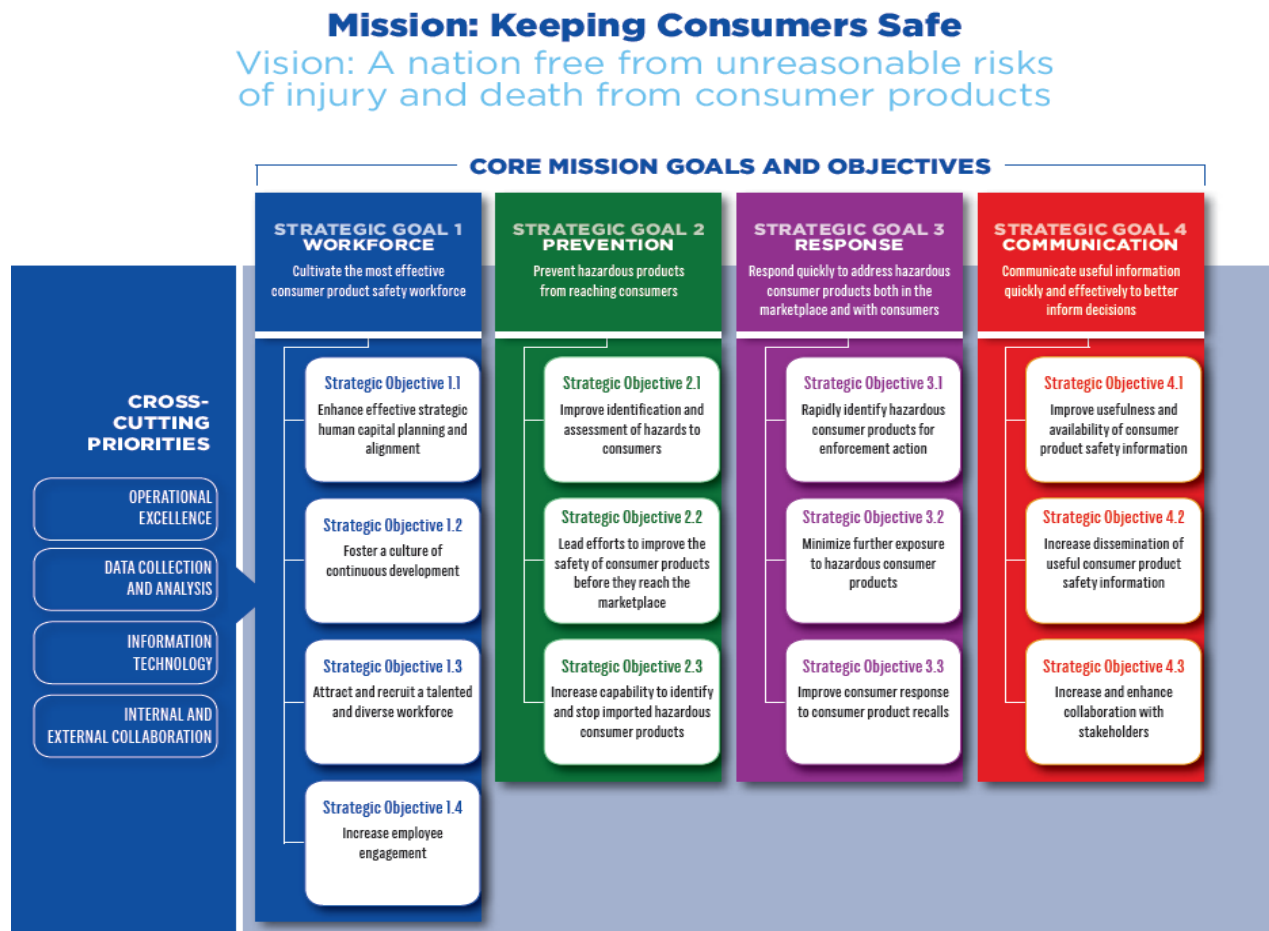 Mission: Keeping Consumers Safe
Vision: A nation free from unreasonable risks
of injury and death from consumer products
CORE MISSION GOALS AND OBJECTIVES
CROSS-
CUTTING
PRIORITIES
OPERATIONAL
EXCELLENCE
DATA COLLECTION
AND ANALYSIS
INFORMATION
TECHNOLOGY
INTERNAL AND
EXTERNAL COLLABORATION
STRATEGIC GOAL 1
WORKFORCE
Cultivate the most effective
consumer product safety workforce
Strategic Objective 1.1
Enhance effective strategic
human capital planning and
alignment
Strategic Objective 1.2
Foster a culture of
continuous development
Strategic Objective 1.3
Attract and recruit a talented
and diverse workforce
Strategic Objective 1.4
Increase employee
engagement
STRATEGIC GOAL 2
PREVENTION
Prevent hazardous products
from reaching consumers
Strategic Objective 2.1
Improve identification and
assessment of hazards to
consumers
Strategic Objective 2.2
Lead efforts to improve the
safety of consumer products
before they reach the
marketplace
Strategic Objective 2.3
Increase capability to identify
and stop imported hazardous
consumer products
STRATEGIC GOAL 3
RESPONSE
Respond quickly to address hazardous
consumer products both in the
marketplace and with consumers
Strategic Objective 3.1
Rapidly identify hazardous
consumer products for
enforcement action
Strategic Objective 3.2
Minimize further exposure
to hazardous consumer
products
Strategic Objective 3.3
Improve consumer response
to consumer product recalls
STRATEGIC GOAL 4
COMMUNICATION
Communicate useful information
quickly and effectively to better
inform decisions
Strategic Objective 4.1
Improve usefulness and
availability of consumer
product safety information
Strategic Objective 4.2
Increase dissemination of
useful consumer product
safety information
Strategic Objective 4.3
Increase and enhance
collaboration with
stakeholders